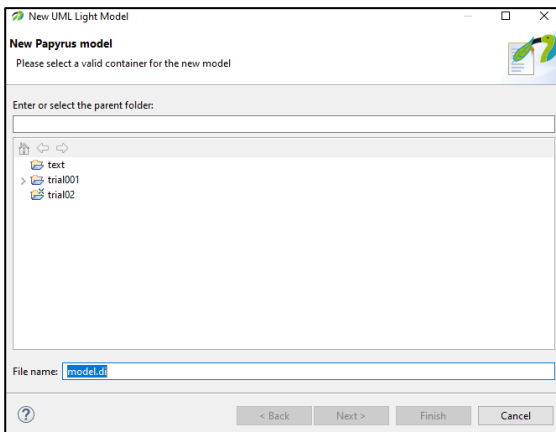 New UML Light Model
New Papyrus model
Please select a valid container for the new model
Enter or select the parent folder:
text
trial001
trial02
File name: model.di
? < Back Next > Finish Cancel